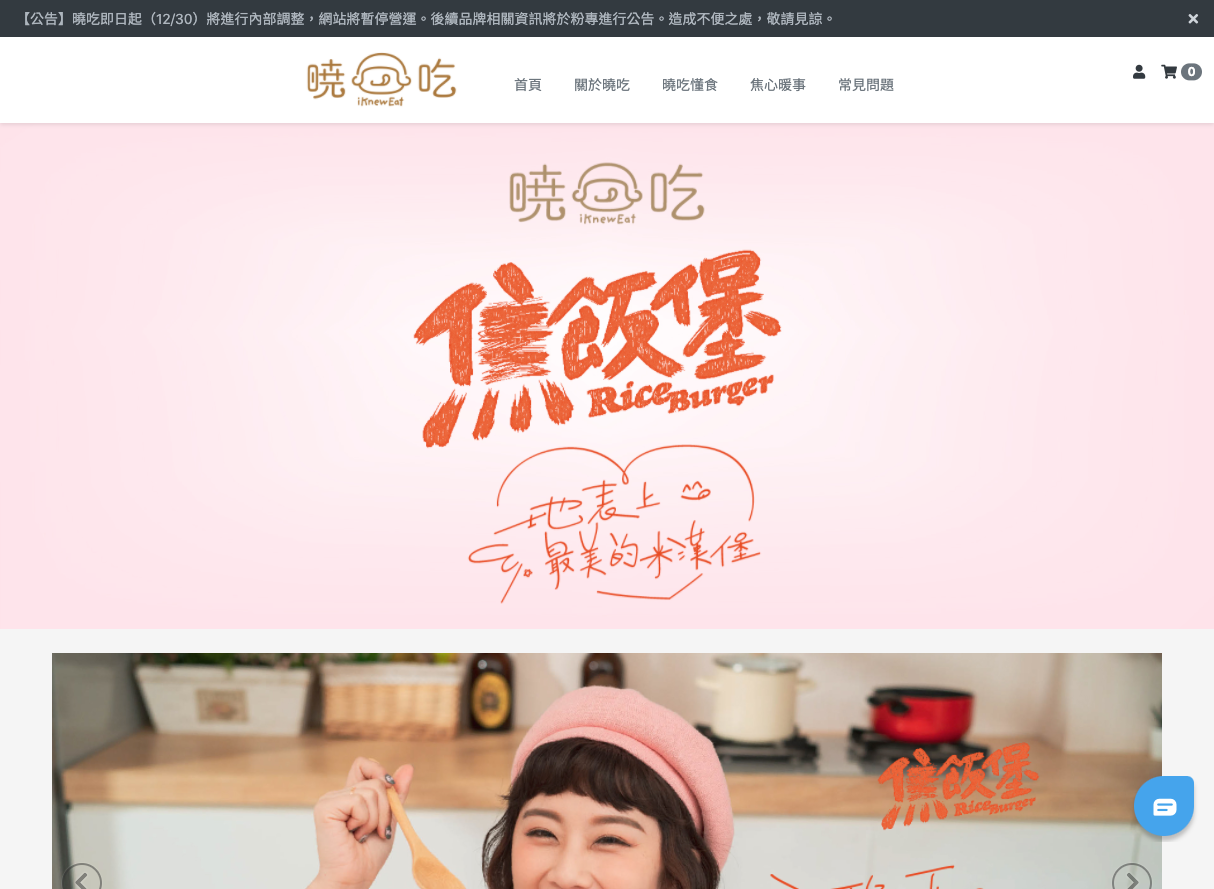 【公告】曉吃即日起（12/30）將進行內部調整，網站將暫停營運。後續品牌相關資訊將於粉專進行公告。造成不便之處，敬請見諒。
曉吃
iKnewEat
首頁 關於曉吃 曉吃懂食 焦心暖事 常見問題
0
曉吃
iKnewEat
焦飯堡
RiceBurger
地表上
最美的米漢堡
焦飯堡
RiceBurger